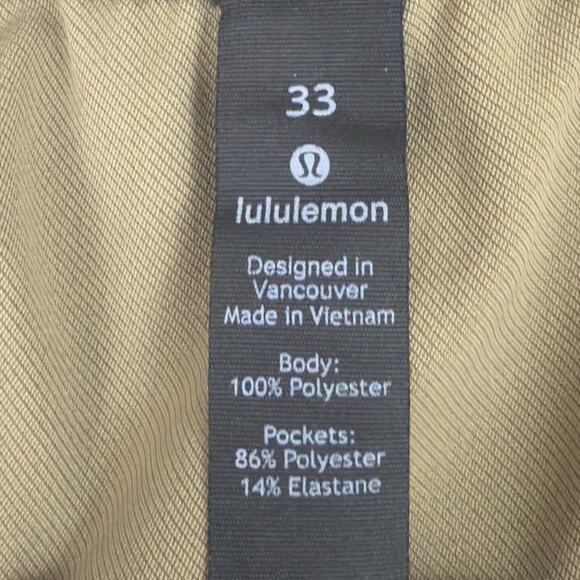 33
lululemon
Designed in
Vancouver
Made in Vietnam
Body:
100% Polyester
Pockets:
86% Polyester
14% Elastane